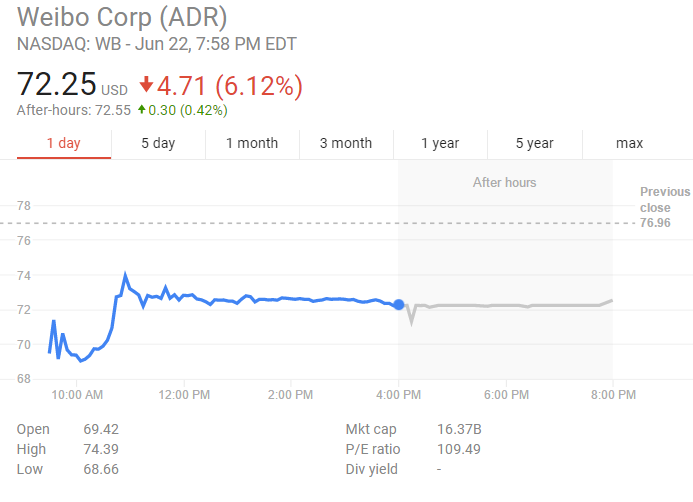 Weibo Corp (ADR)
NASDAQ: WB - Jun 22, 7:58 PM EDT
72.25 USD 4.71 (6.12%)
After-hours: 72.55 0.30 (0.42%)
1 day 5 day 1 month 3 month 1 year 5 year max
After hours
Previous
close
76.96
78
76
74
72
70
68
10:00 AM 12:00 PM 2:00 PM 4:00 PM 6:00 PM 8:00 PM
Open 69.42 Mkt cap 16.37B
High 74.39 P/E ratio 109.49
Low 68.66 Div yield -